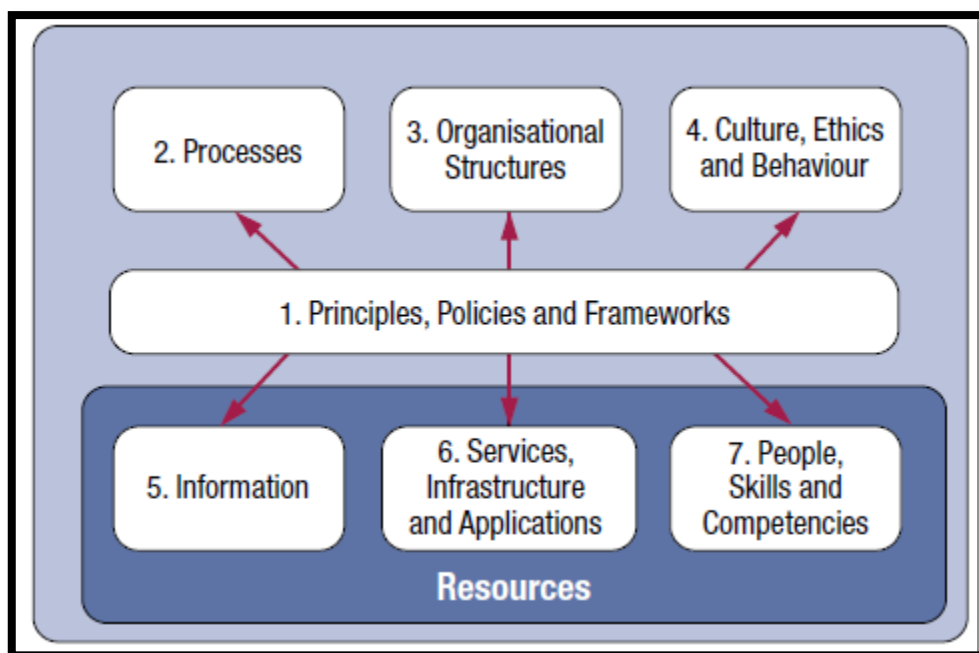 2. Processes
3. Organisational
Structures
4. Culture, Ethics
and Behaviour
1. Principles, Policies and Frameworks
5. Information
6. Services,
Infrastructure
and Applications
7. People,
Skills and
Competencies
Resources